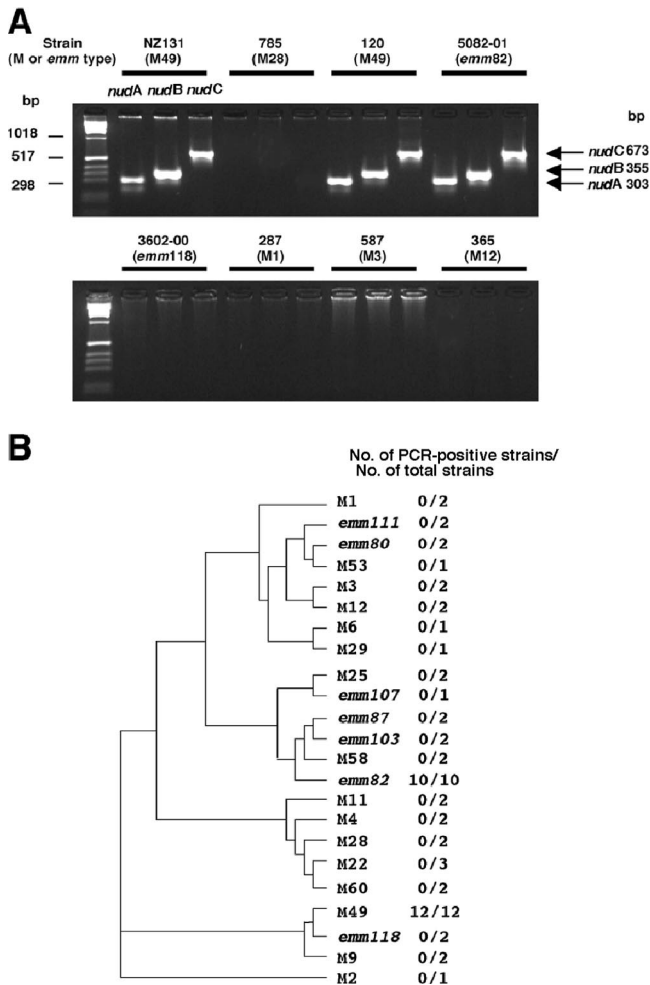 A
Strain NZ131 785 120 5082-01
(M or emm type) (M49) (M28) (M49) (emm82)
bp nudA nudB nudC bp
1018
517
298
nudC 673
nudB 355
nudA 303
3602-00 287 587 365
(emm118) (M1) (M3) (M12)
B
No. of PCR-positive strains/
No. of total strains
M1 0/2
emm111 0/2
emm80 0/2
M53 0/1
M3 0/2
M12 0/2
M6 0/1
M29 0/1
M25 0/2
emm107 0/1
emm87 0/2
emm103 0/2
M58 0/2
emm82 10/10
M11 0/2
M4 0/2
M28 0/2
M22 0/3
M60 0/2
M49 12/12
emm118 0/2
M9 0/2
M2 0/1